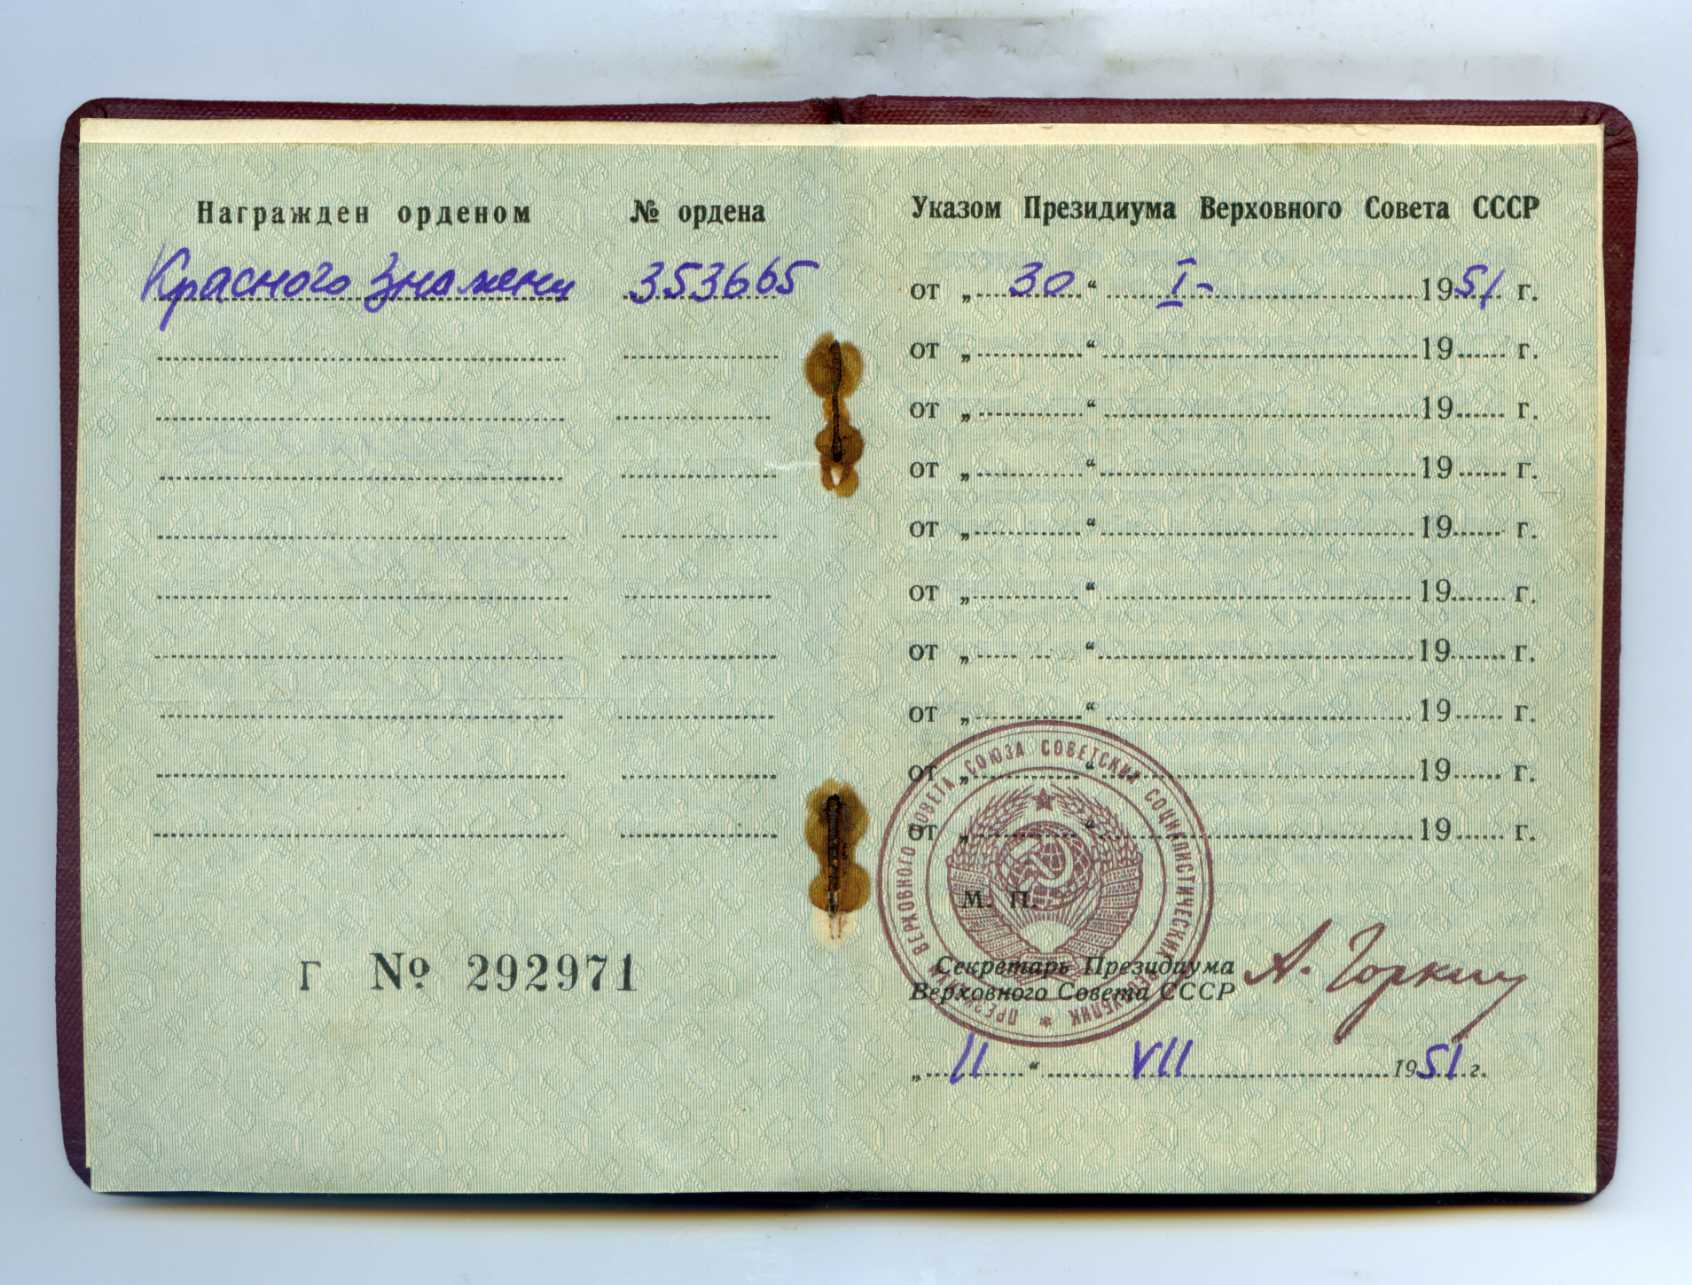 Награжден орденом № ордена
Красного Знамени 353665
Г № 292971
Указом Президиума Верховного Совета СССР
от „30“ I- 1951 г.
от „ “ 19 г.
от „ “ 19 г.
от „ “ 19 г.
от „ “ 19 г.
от „ “ 19 г.
от „ “ 19 г.
от „ “ 19 г.
от „ “ 19 г.
от „ “ 19 г.
М. П.
ПРЕЗИДИУМ ВЕРХОВНОГО СОВЕТА СОЮЗА СОВЕТСКИХ СОЦИАЛИСТИЧЕСКИХ РЕСПУБЛИК *
Секретарь Президиума
Верховного Совета СССР А. Горкин
„11“ VII 1951 г.